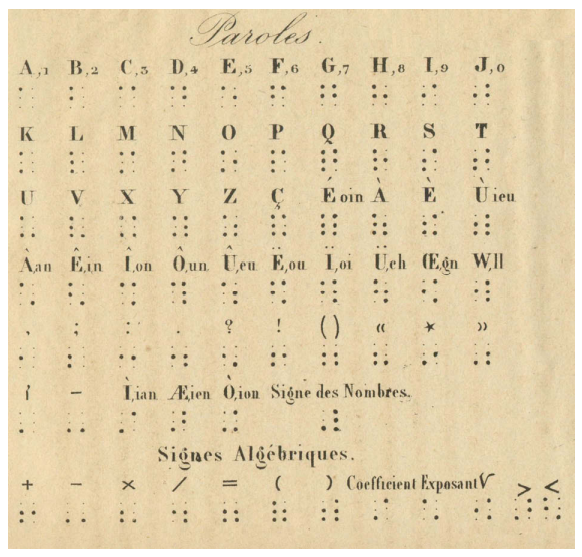 Paroles.
A,1 B,2 C,3 D,4 E,5 F,6 G,7 H,8 I,9 J,0
K L M N O P Q R S T
U V X Y Z Ç É oin À È Ù ieu
Â,an Ê,in Î,on Ô,un Û,eu Ë,ou Ï,oi Ü,ch Œ,gn W,ll
, ; : . ? ! () « * »
' - Ì,ian Æ,ien Ò,ion Signe des Nombres.
Signes Algébriques.
+ − × / = ( ) Coefficient Exposant √ > <